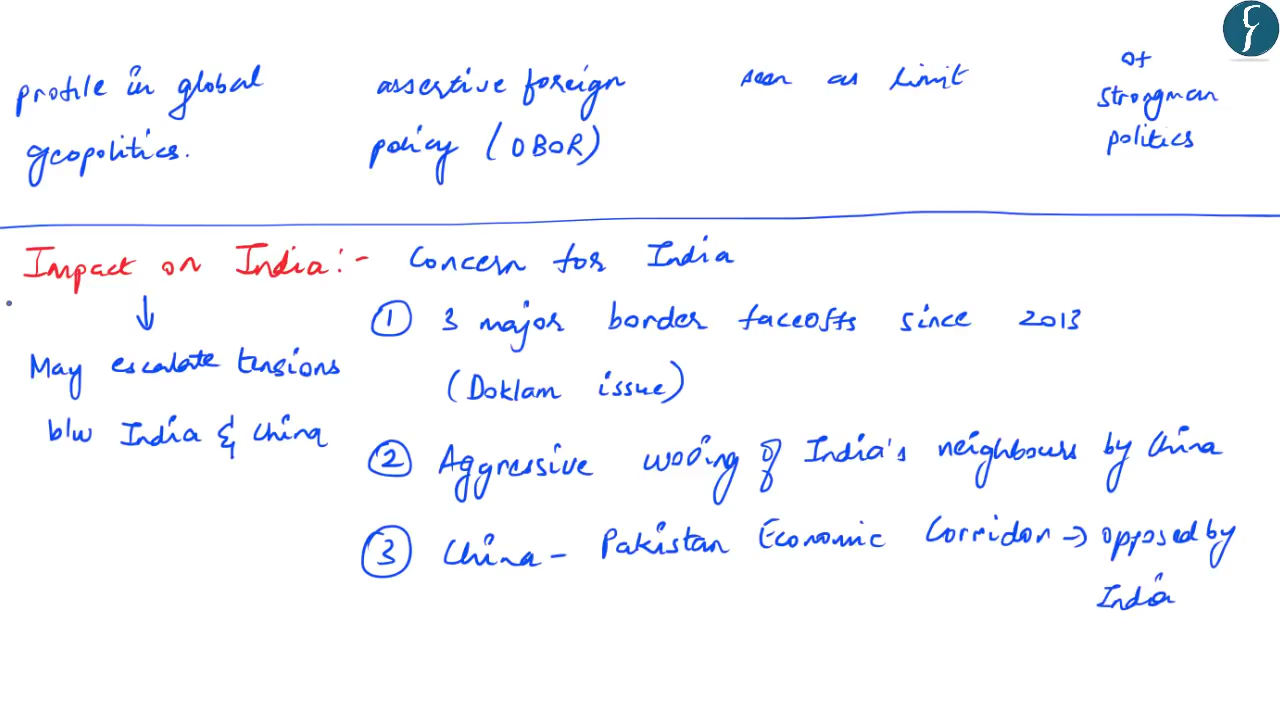 profile in global
geopolitics.
assertive foreign
policy (OBOR)
seen as limit
of
strongman
politics
Impact on India:-
↓
May escalate tensions
b/w India & China
Concern for India
① 3 major border faceoffs since 2013
(Doklam issue)
② Aggressive wooing of India's neighbours by China
③ China - Pakistan Economic Corridor → opposed by
India